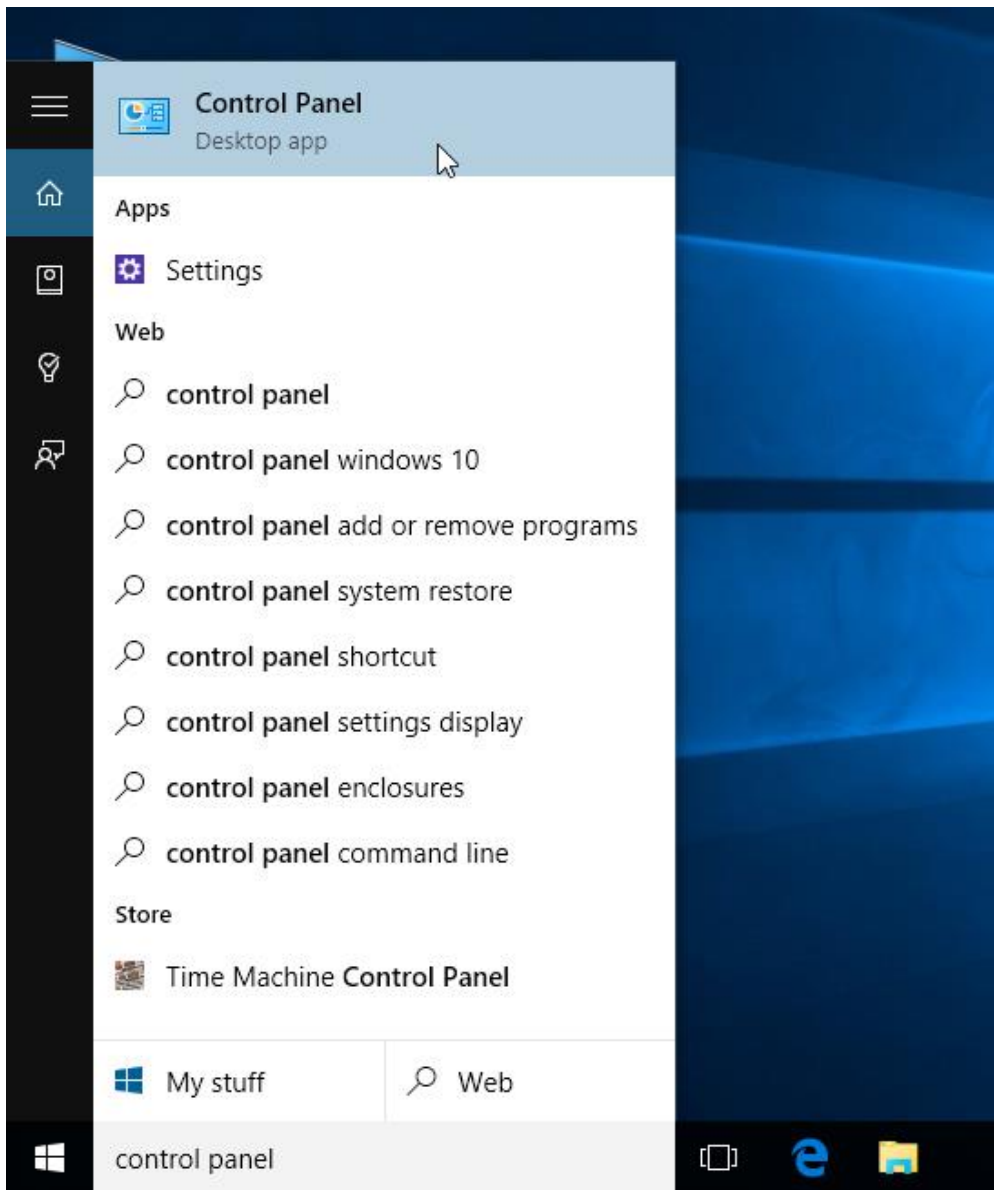 Control Panel
Desktop app
Apps
Settings
Web
control panel
control panel windows 10
control panel add or remove programs
control panel system restore
control panel shortcut
control panel settings display
control panel enclosures
control panel command line
Store
Time Machine Control Panel
My stuff
Web
control panel